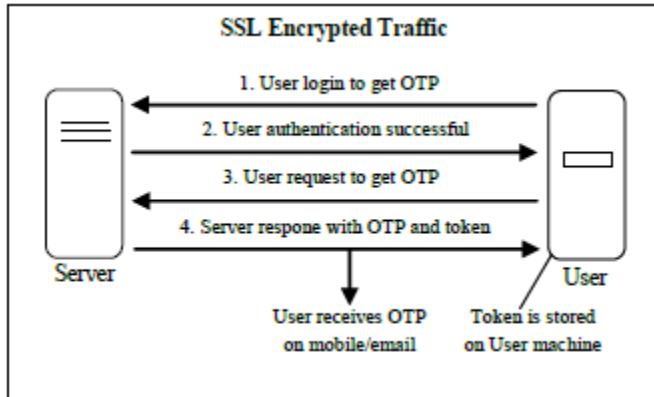 SSL Encrypted Traffic
1. User login to get OTP
2. User authentication successful
3. User request to get OTP
4. Server respone with OTP and token
Server
User
User receives OTP
on mobile/email
Token is stored
on User machine